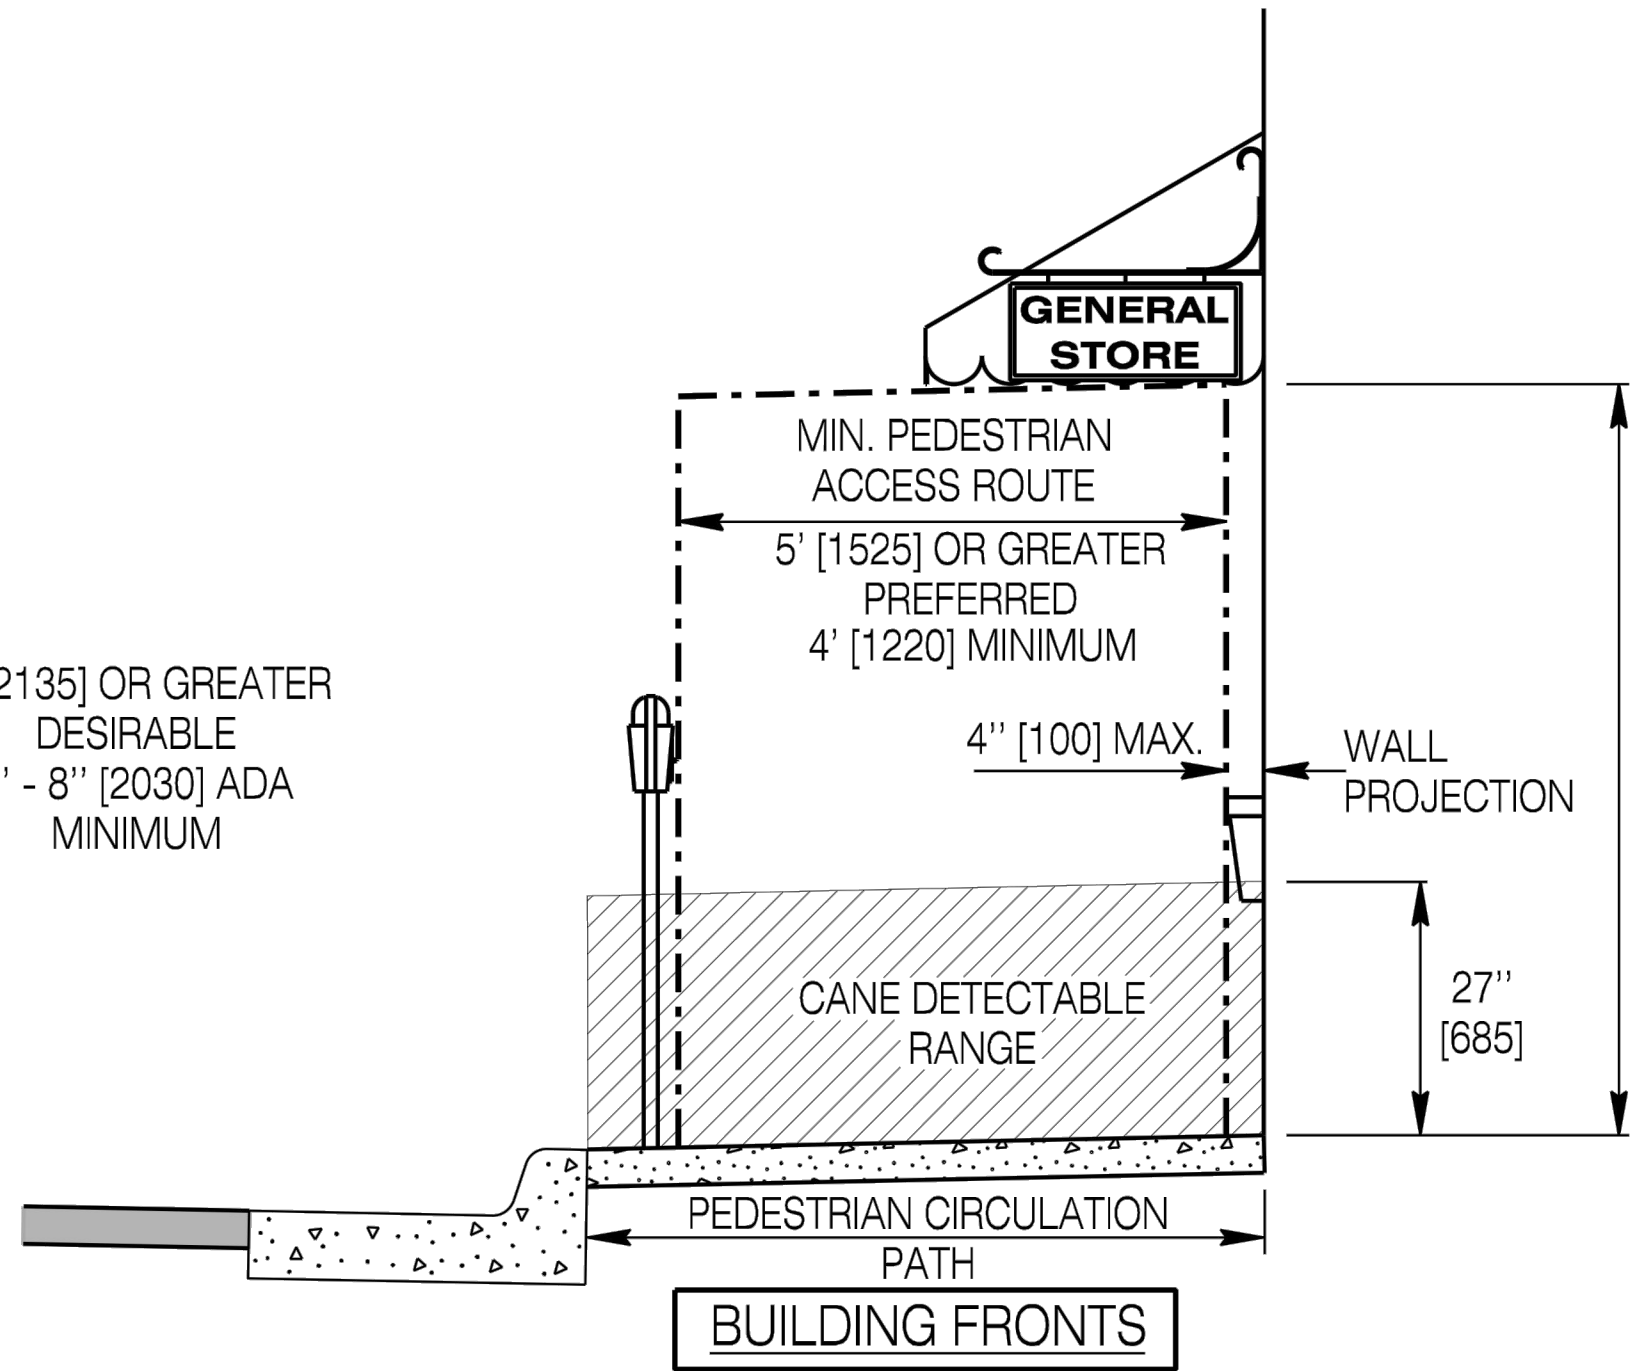 GENERAL
STORE
MIN. PEDESTRIAN
ACCESS ROUTE
5' [1525] OR GREATER
PREFERRED
4' [1220] MINIMUM
2135] OR GREATER
DESIRABLE
' - 8'' [2030] ADA
MINIMUM
4'' [100] MAX.
WALL
PROJECTION
CANE DETECTABLE
RANGE
27''
[685]
PEDESTRIAN CIRCULATION
PATH
BUILDING FRONTS